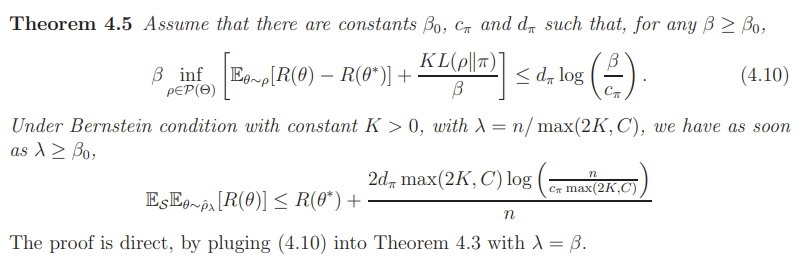 Theorem 4.5 Assume that there are constants β₀, c_π and d_π such that, for any β ≥ β₀,
β inf_{ρ∈𝒫(Θ)} [ 𝔼_{θ∼ρ}[R(θ) − R(θ*)] + KL(ρ‖π)/β ] ≤ d_π log (β/c_π). (4.10)
Under Bernstein condition with constant K > 0, with λ = n/ max(2K, C), we have as soon
as λ ≥ β₀,
𝔼_𝒮𝔼_{θ∼ρ̂_λ}[R(θ)] ≤ R(θ*) + 2d_π max(2K, C) log (n/(c_π max(2K,C)))/n
The proof is direct, by pluging (4.10) into Theorem 4.3 with λ = β.